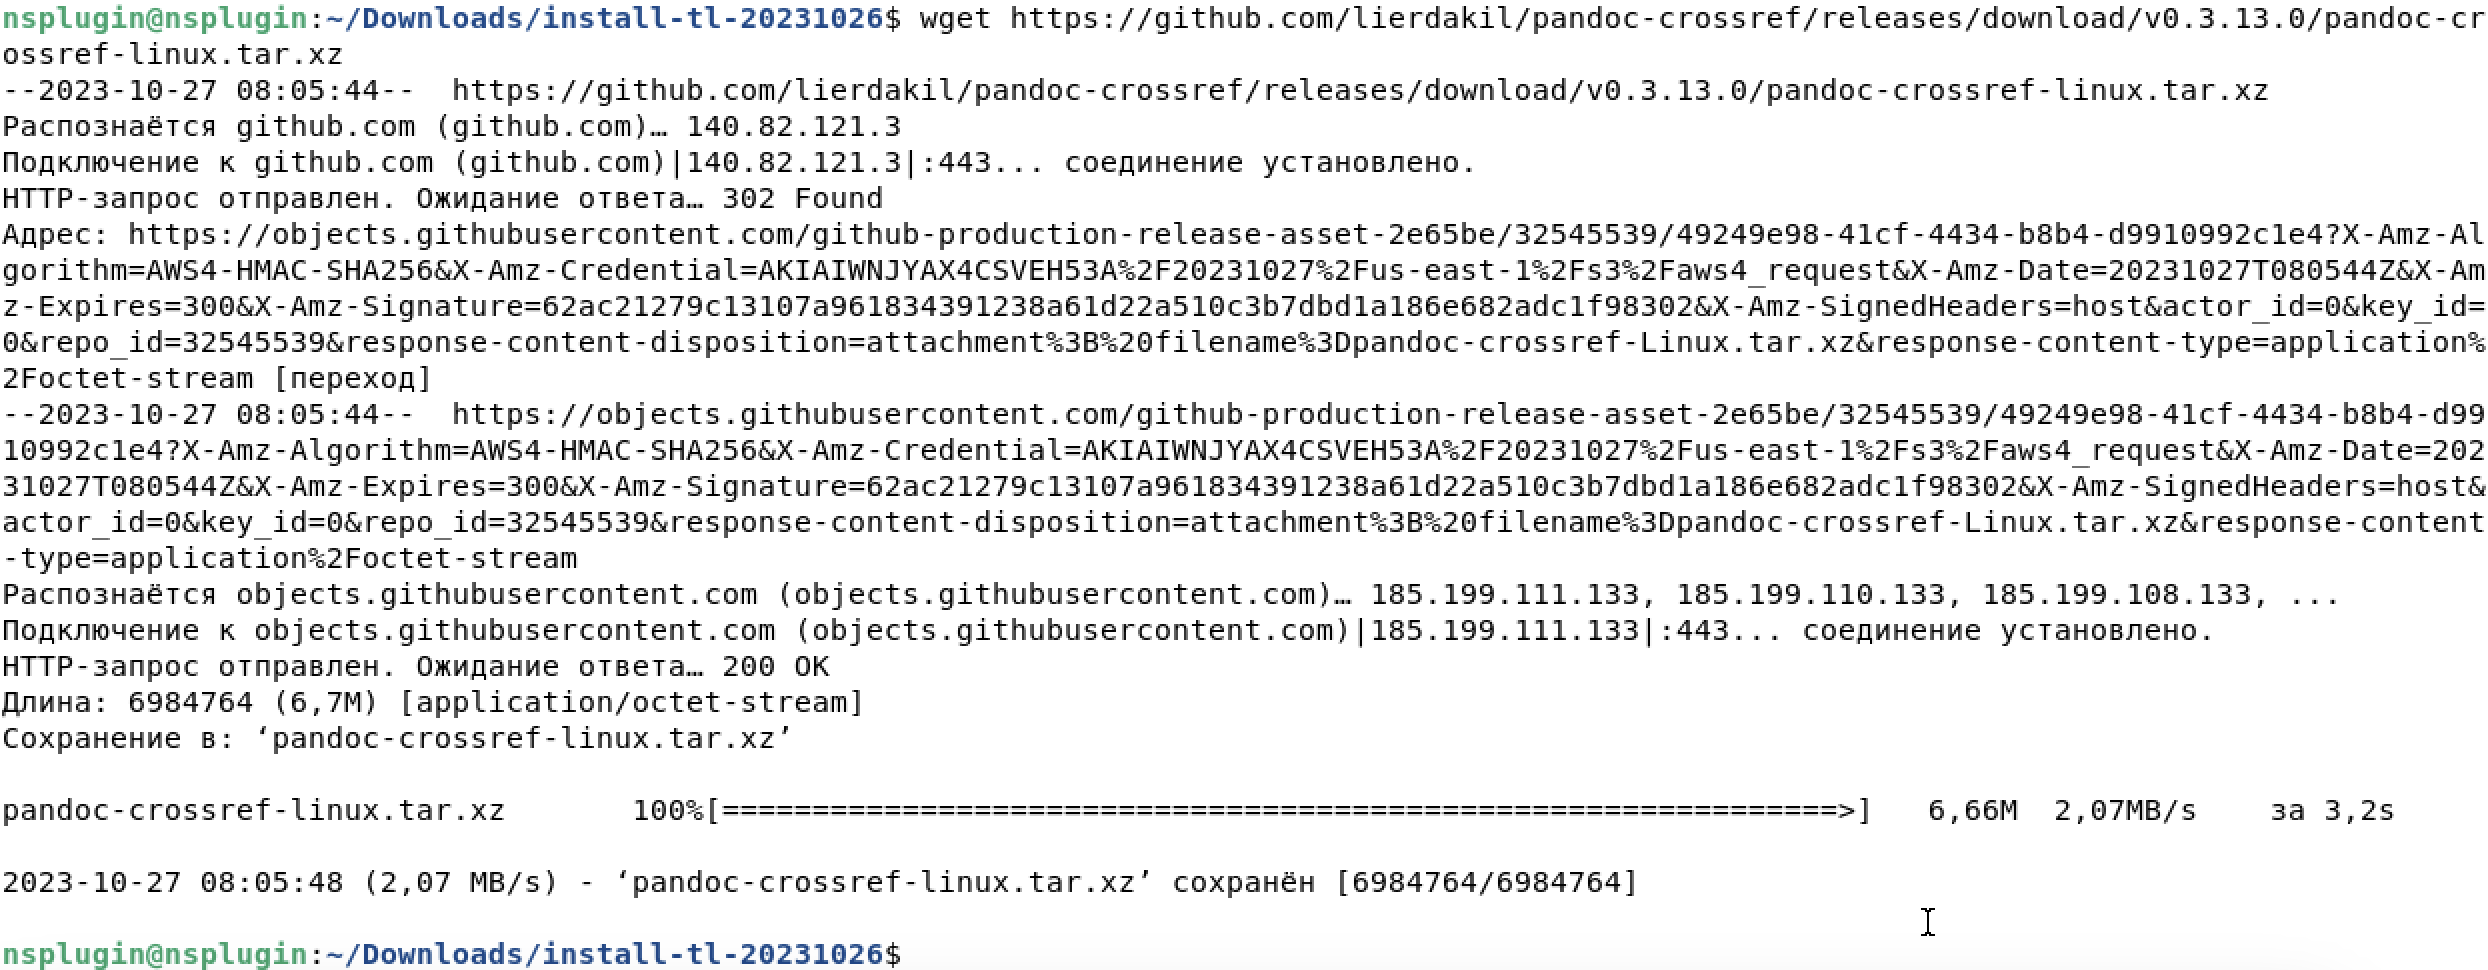 nsplugin@nsplugin:~/Downloads/install-tl-20231026$ wget https://github.com/lierdakil/pandoc-crossref/releases/download/v0.3.13.0/pandoc-cr
ossref-linux.tar.xz
--2023-10-27 08:05:44--  https://github.com/lierdakil/pandoc-crossref/releases/download/v0.3.13.0/pandoc-crossref-linux.tar.xz
Распознаётся github.com (github.com)… 140.82.121.3
Подключение к github.com (github.com)|140.82.121.3|:443... соединение установлено.
HTTP-запрос отправлен. Ожидание ответа… 302 Found
Адрес: https://objects.githubusercontent.com/github-production-release-asset-2e65be/32545539/49249e98-41cf-4434-b8b4-d9910992c1e4?X-Amz-Al
gorithm=AWS4-HMAC-SHA256&X-Amz-Credential=AKIAIWNJYAX4CSVEH53A%2F20231027%2Fus-east-1%2Fs3%2Faws4_request&X-Amz-Date=20231027T080544Z&X-Am
z-Expires=300&X-Amz-Signature=62ac21279c13107a961834391238a61d22a510c3b7dbd1a186e682adc1f98302&X-Amz-SignedHeaders=host&actor_id=0&key_id=
0&repo_id=32545539&response-content-disposition=attachment%3B%20filename%3Dpandoc-crossref-Linux.tar.xz&response-content-type=application%
2Foctet-stream [переход]
--2023-10-27 08:05:44--  https://objects.githubusercontent.com/github-production-release-asset-2e65be/32545539/49249e98-41cf-4434-b8b4-d99
10992c1e4?X-Amz-Algorithm=AWS4-HMAC-SHA256&X-Amz-Credential=AKIAIWNJYAX4CSVEH53A%2F20231027%2Fus-east-1%2Fs3%2Faws4_request&X-Amz-Date=202
31027T080544Z&X-Amz-Expires=300&X-Amz-Signature=62ac21279c13107a961834391238a61d22a510c3b7dbd1a186e682adc1f98302&X-Amz-SignedHeaders=host&
actor_id=0&key_id=0&repo_id=32545539&response-content-disposition=attachment%3B%20filename%3Dpandoc-crossref-Linux.tar.xz&response-content
-type=application%2Foctet-stream
Распознаётся objects.githubusercontent.com (objects.githubusercontent.com)… 185.199.111.133, 185.199.110.133, 185.199.108.133, ...
Подключение к objects.githubusercontent.com (objects.githubusercontent.com)|185.199.111.133|:443... соединение установлено.
HTTP-запрос отправлен. Ожидание ответа… 200 OK
Длина: 6984764 (6,7M) [application/octet-stream]
Сохранение в: ‘pandoc-crossref-linux.tar.xz’
pandoc-crossref-linux.tar.xz       100%[==============================================================>]   6,66M  2,07MB/s    за 3,2s
2023-10-27 08:05:48 (2,07 MB/s) - ‘pandoc-crossref-linux.tar.xz’ сохранён [6984764/6984764]
nsplugin@nsplugin:~/Downloads/install-tl-20231026$